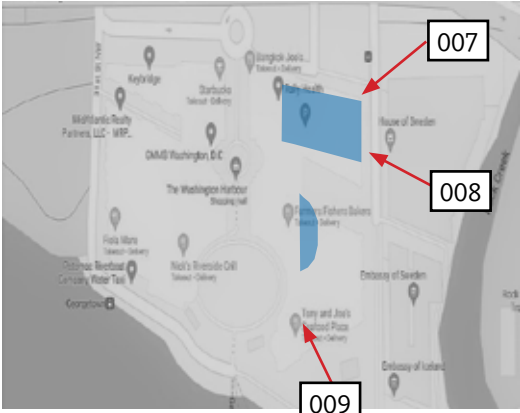 007
Bangkok Joe's
Takeout • Delivery
Keybridge
Starbucks
Takeout • Delivery
Tally Health
MidAtlantic Realty
Partners, LLC - MRP...
House of Sweden
Washington, D.C
The Washington Harbour
Shopping mall
008
Farmers Fishers Bakers
Takeout • Delivery
Fiola Mare
Takeout • Delivery
Nick's Riverside Grill
Takeout • Delivery
Potomac Riverboat
Company Water Taxi
Embassy of Sweden
Georgetown
Tony and Joe's
Seafood Place
Takeout • Delivery
Embassy of Iceland
009